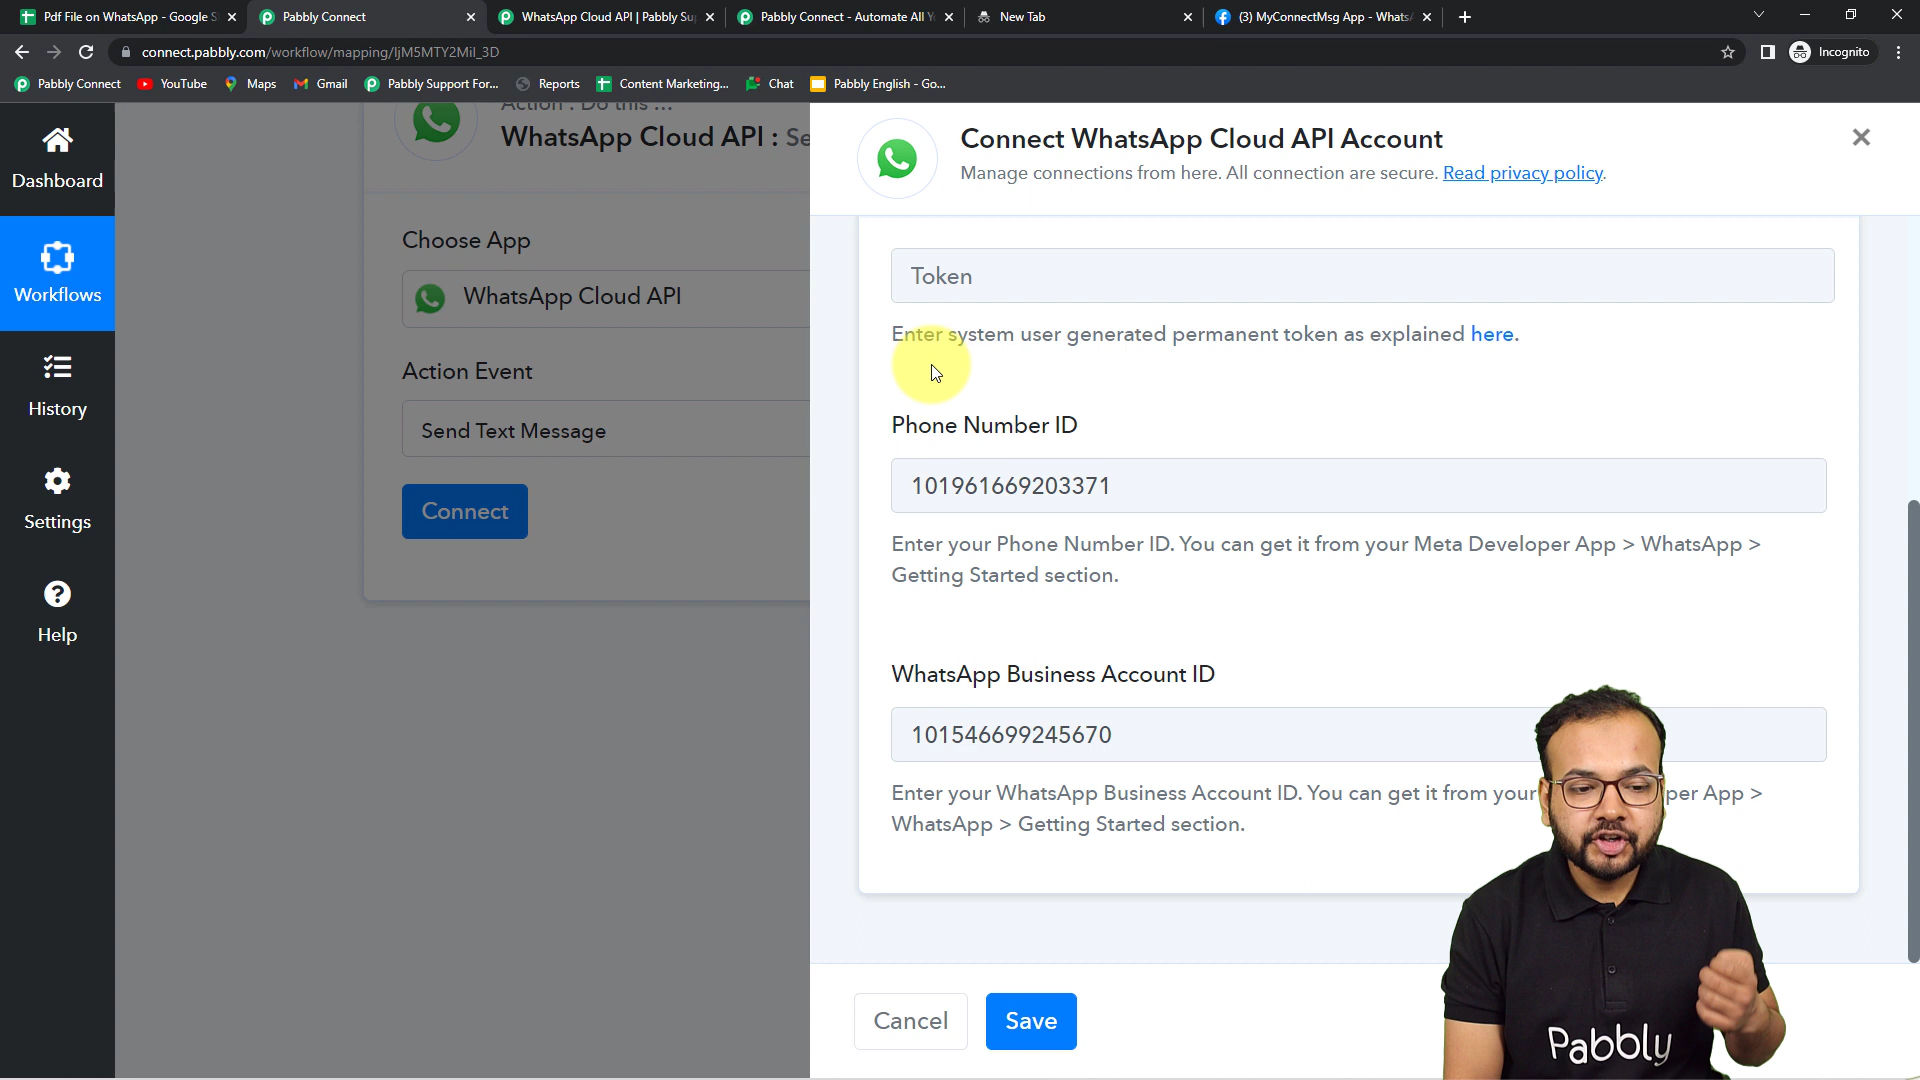 Pdf File on WhatsApp - Google S
Pabbly Connect
WhatsApp Cloud API | Pabbly Su
Pabbly Connect - Automate All Y
New Tab
(3) MyConnectMsg App - Whats
connect.pabbly.com/workflow/mapping/IjM5MTY2MiI_3D
Incognito
Pabbly Connect
YouTube
Maps
Gmail
Pabbly Support For...
Reports
Content Marketing...
Chat
Pabbly English - Go...
Dashboard
Workflows
History
Settings
Help
Action : Do this ...
WhatsApp Cloud API : Se
Choose App
WhatsApp Cloud API
Action Event
Send Text Message
Connect
Connect WhatsApp Cloud API Account
Manage connections from here. All connection are secure. Read privacy policy.
Token
Enter system user generated permanent token as explained here.
Phone Number ID
101961669203371
Enter your Phone Number ID. You can get it from your Meta Developer App > WhatsApp >
Getting Started section.
WhatsApp Business Account ID
101546699245670
Enter your WhatsApp Business Account ID. You can get it from your per App >
WhatsApp > Getting Started section.
Cancel
Save
Pabbly